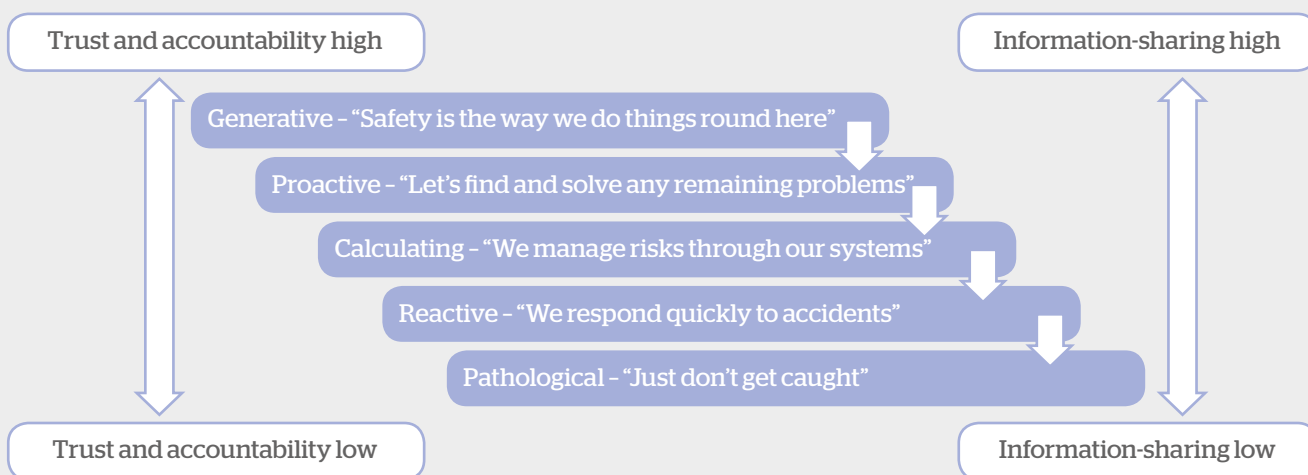 Trust and accountability high
Information-sharing high
Generative – “Safety is the way we do things round here”
Proactive – “Let’s find and solve any remaining problems”
Calculating – “We manage risks through our systems”
Reactive – “We respond quickly to accidents”
Pathological – “Just don’t get caught”
Trust and accountability low
Information-sharing low